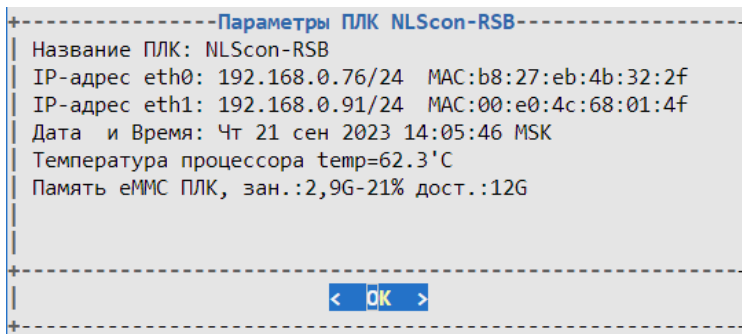 Параметры ПЛК NLScon-RSB
Название ПЛК: NLScon-RSB
IP-адрес eth0: 192.168.0.76/24 MAC:b8:27:eb:4b:32:2f
IP-адрес eth1: 192.168.0.91/24 MAC:00:e0:4c:68:01:4f
Дата и Время: Чт 21 сен 2023 14:05:46 MSK
Температура процессора temp=62.3'C
Память eMMC ПЛК, зан.:2,9G-21% дост.:12G
< OK >